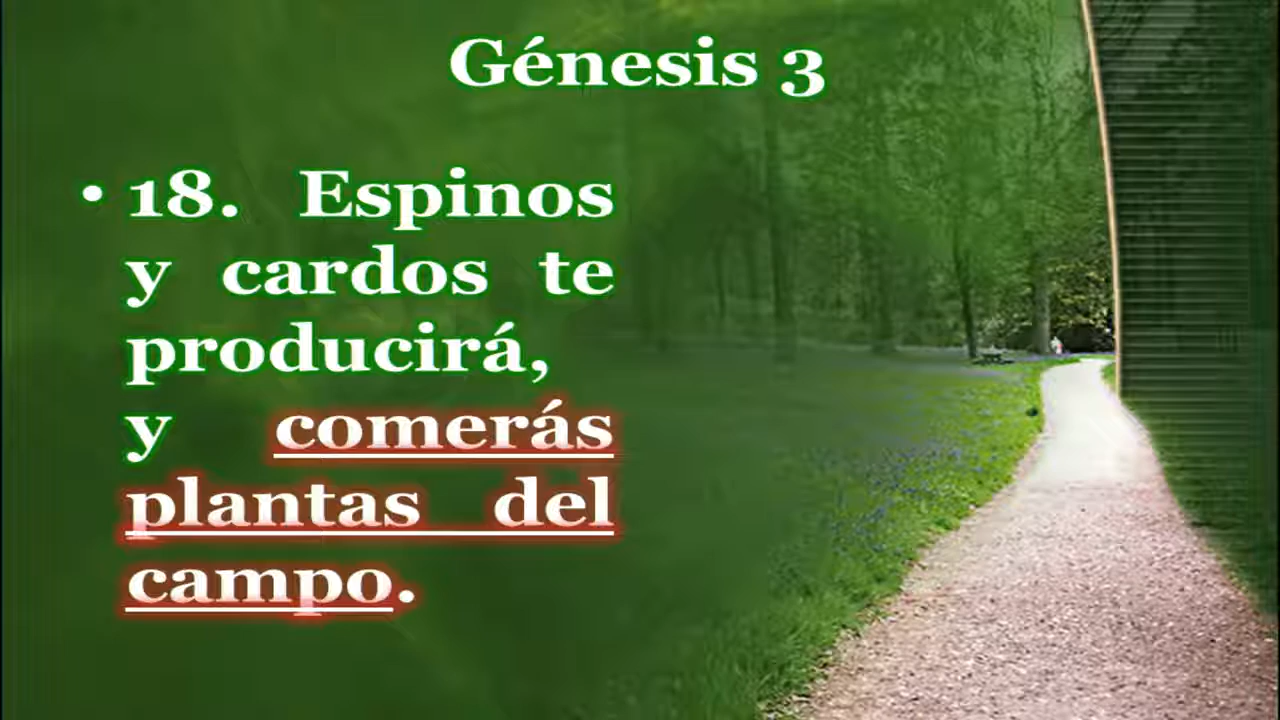 Génesis 3
• 18. Espinos
y cardos te
producirá,
y comerás
plantas del
campo.